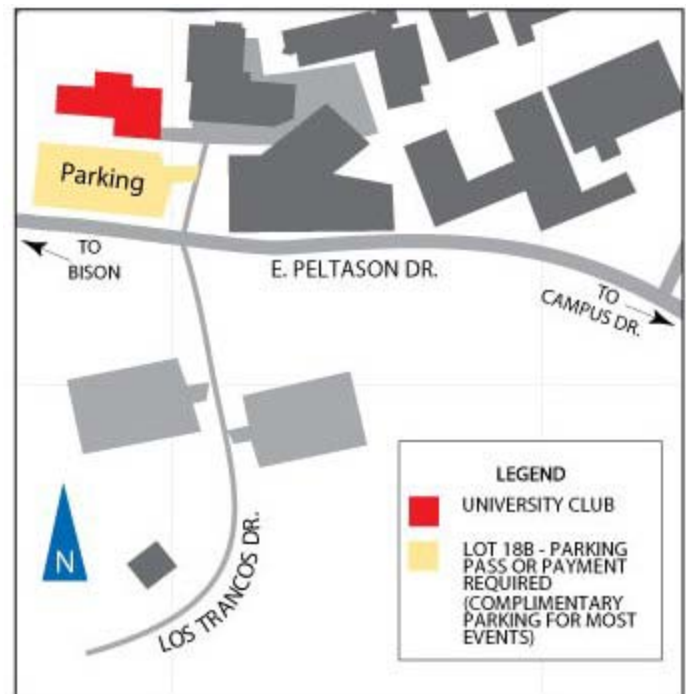 Parking
TO
BISON
E. PELTASON DR.
TO
CAMPUS DR.
LOS TRANCOS DR.
N
LEGEND
UNIVERSITY CLUB
LOT 18B - PARKING
PASS OR PAYMENT
REQUIRED
(COMPLIMENTARY
PARKING FOR MOST
EVENTS)